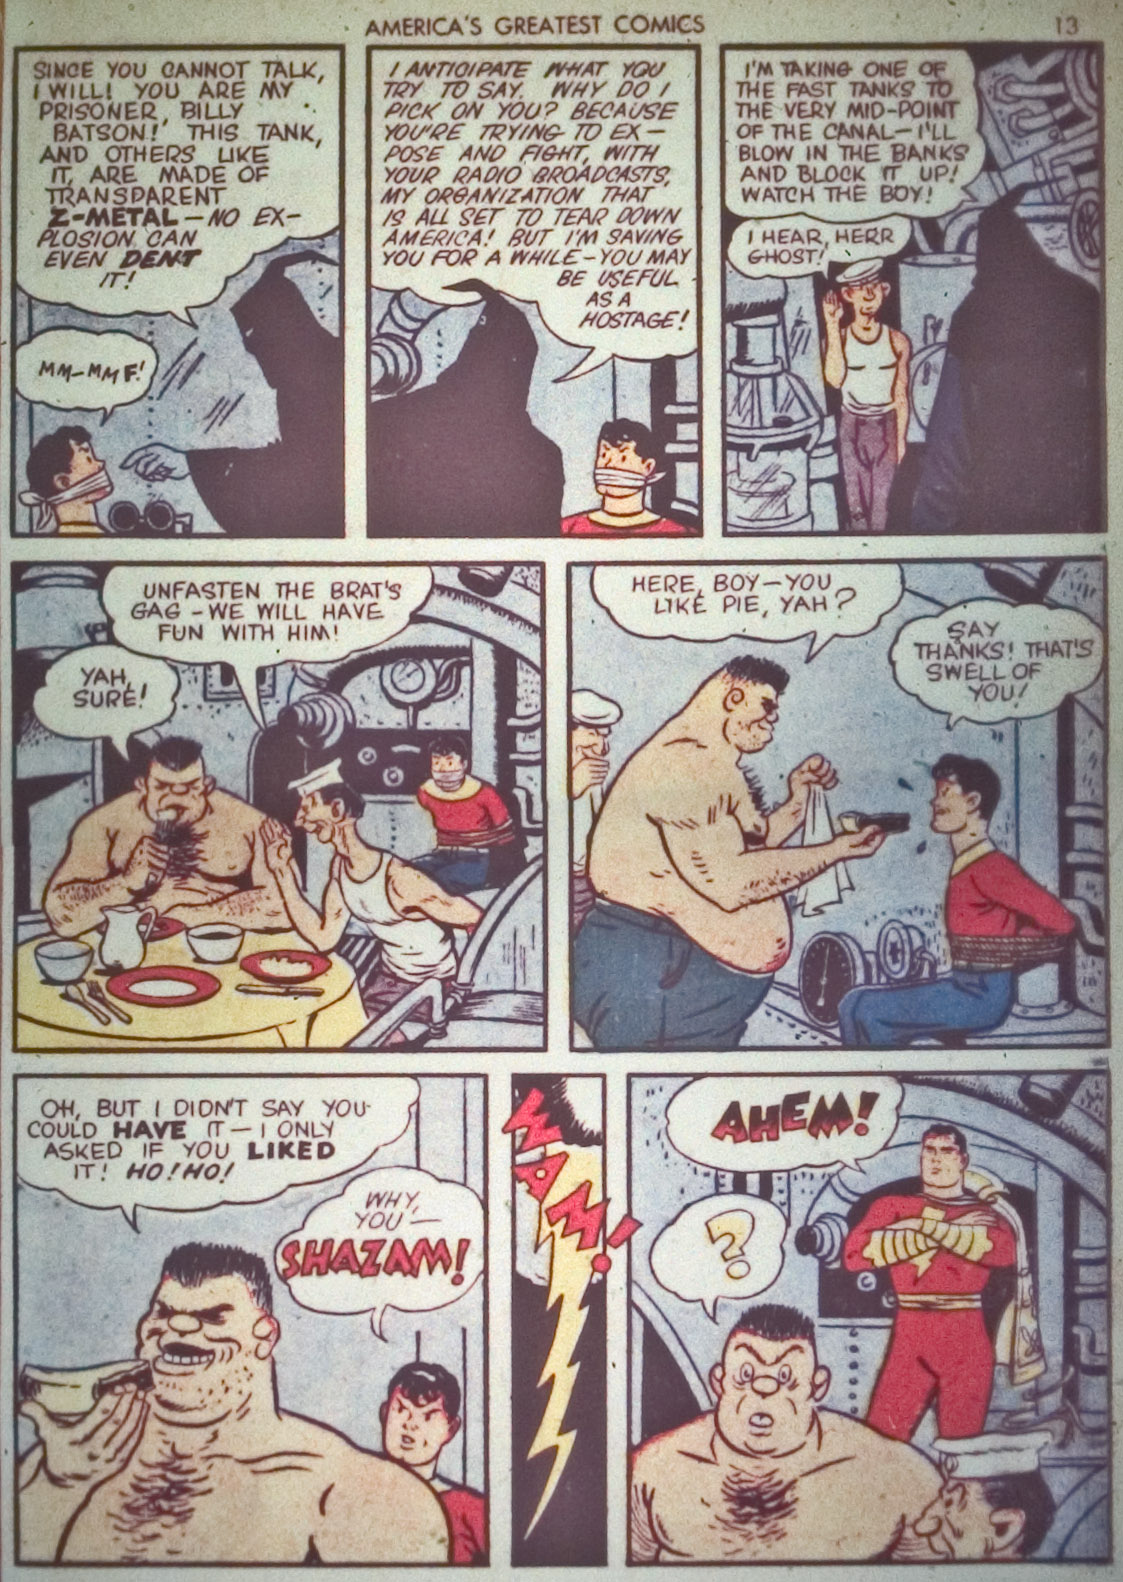 AMERICA'S GREATEST COMICS
13
SINCE YOU CANNOT TALK,
I WILL! YOU ARE MY
PRISONER, BILLY
BATSON! THIS TANK,
AND OTHERS LIKE
IT, ARE MADE OF
TRANSPARENT
Z-METAL — NO EX-
PLOSION CAN
EVEN DENT
IT!
MM-MMF!
I ANTICIPATE WHAT YOU
TRY TO SAY. WHY DO I
PICK ON YOU? BECAUSE
YOU'RE TRYING TO EX-
POSE AND FIGHT, WITH
YOUR RADIO BROADCASTS,
MY ORGANIZATION THAT
IS ALL SET TO TEAR DOWN
AMERICA! BUT I'M SAVING
YOU FOR A WHILE — YOU MAY
BE USEFUL
AS A
HOSTAGE!
I'M TAKING ONE OF
THE FAST TANKS TO
THE VERY MID-POINT
OF THE CANAL — I'LL
BLOW IN THE BANKS
AND BLOCK IT UP!
WATCH THE BOY!
I HEAR, HERR
GHOST!
UNFASTEN THE BRAT'S
GAG - WE WILL HAVE
FUN WITH HIM!
YAH,
SURE!
HERE, BOY — YOU
LIKE PIE, YAH?
SAY
THANKS! THAT'S
SWELL OF
YOU!
OH, BUT I DIDN'T SAY YOU
COULD HAVE IT — I ONLY
ASKED IF YOU LIKED
IT! HO! HO!
WHY,
YOU —
SHAZAM!
WHAM!
AHEM!
?